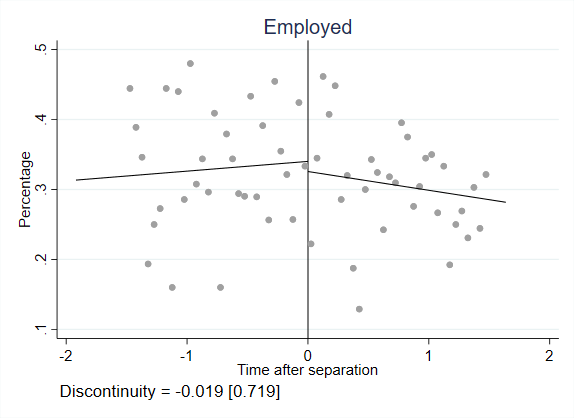 Employed
.5
.4
.3
.2
.1
Percentage
-2 -1 0 1 2
Time after separation
Discontinuity = -0.019 [0.719]